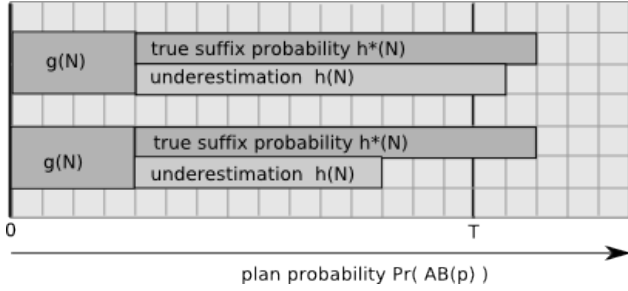 g(N)
true suffix probability h*(N)
underestimation h(N)
g(N)
true suffix probability h*(N)
underestimation h(N)
0
T
plan probability Pr( AB(p) )